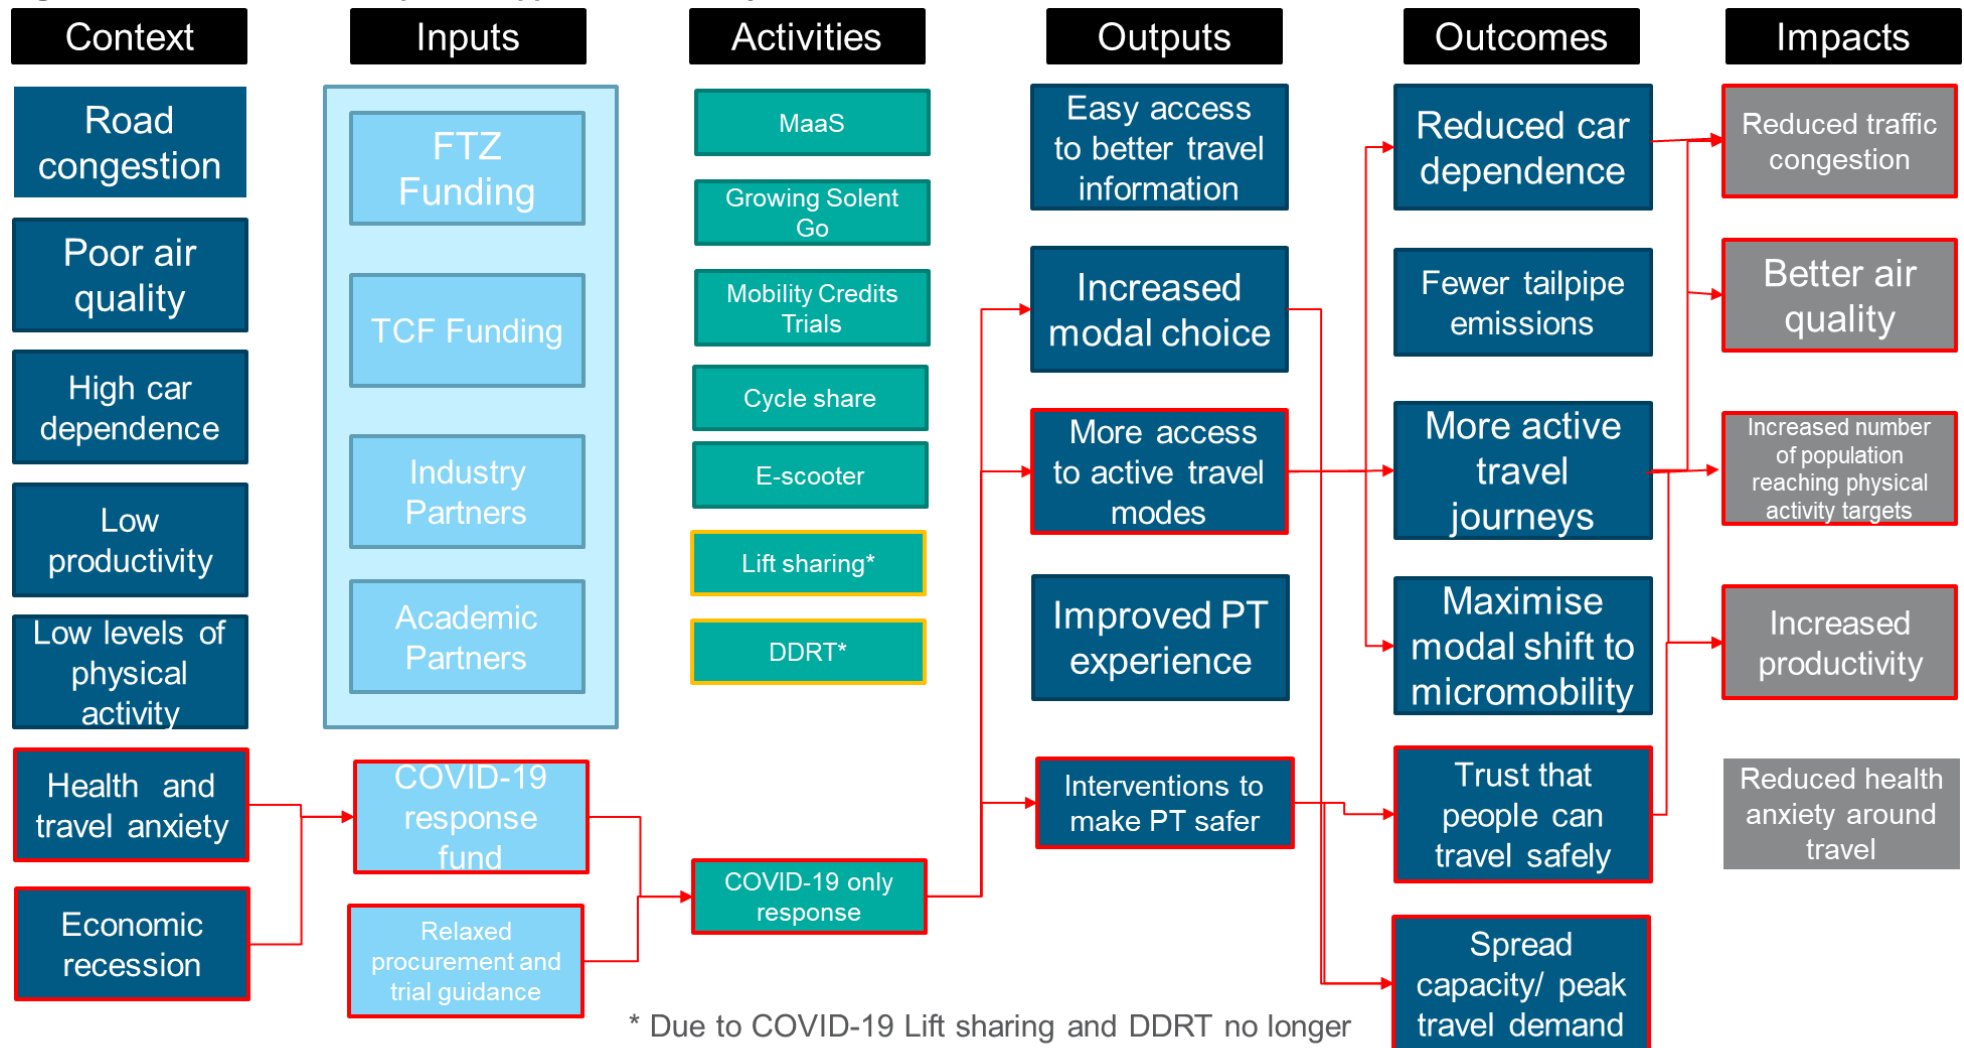 Context
Inputs
Activities
Outputs
Outcomes
Impacts
Road
congestion
Poor air
quality
High car
dependence
Low
productivity
Low levels of
physical
activity
Health and
travel anxiety
Economic
recession
FTZ
Funding
TCF Funding
Industry
Partners
Academic
Partners
COVID-19
response
fund
Relaxed
procurement and
trial guidance
MaaS
Growing Solent
Go
Mobility Credits
Trials
Cycle share
E-scooter
Lift sharing*
DDRT*
COVID-19 only
response
Easy access
to better travel
information
Increased
modal choice
More access
to active travel
modes
Improved PT
experience
Interventions to
make PT safer
Reduced car
dependence
Fewer tailpipe
emissions
More active
travel
journeys
Maximise
modal shift to
micromobility
Trust that
people can
travel safely
Spread
capacity/ peak
travel demand
Reduced traffic
congestion
Better air
quality
Increased number
of population
reaching physical
activity targets
Increased
productivity
Reduced health
anxiety around
travel
* Due to COVID-19 Lift sharing and DDRT no longer